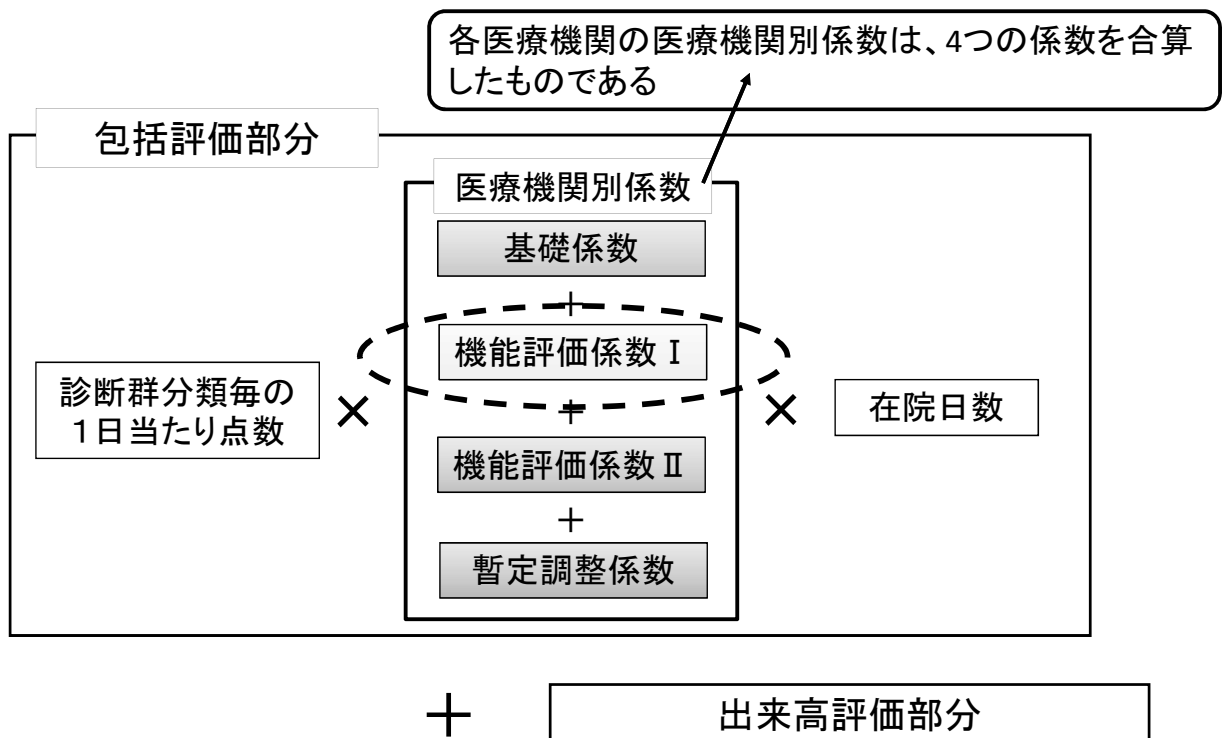 各医療機関の医療機関別係数は、4つの係数を合算
したものである
包括評価部分
医療機関別係数
基礎係数
＋
機能評価係数Ⅰ
診断群分類毎の
１日当たり点数
×
＋
×
在院日数
機能評価係数Ⅱ
＋
暫定調整係数
＋
出来高評価部分